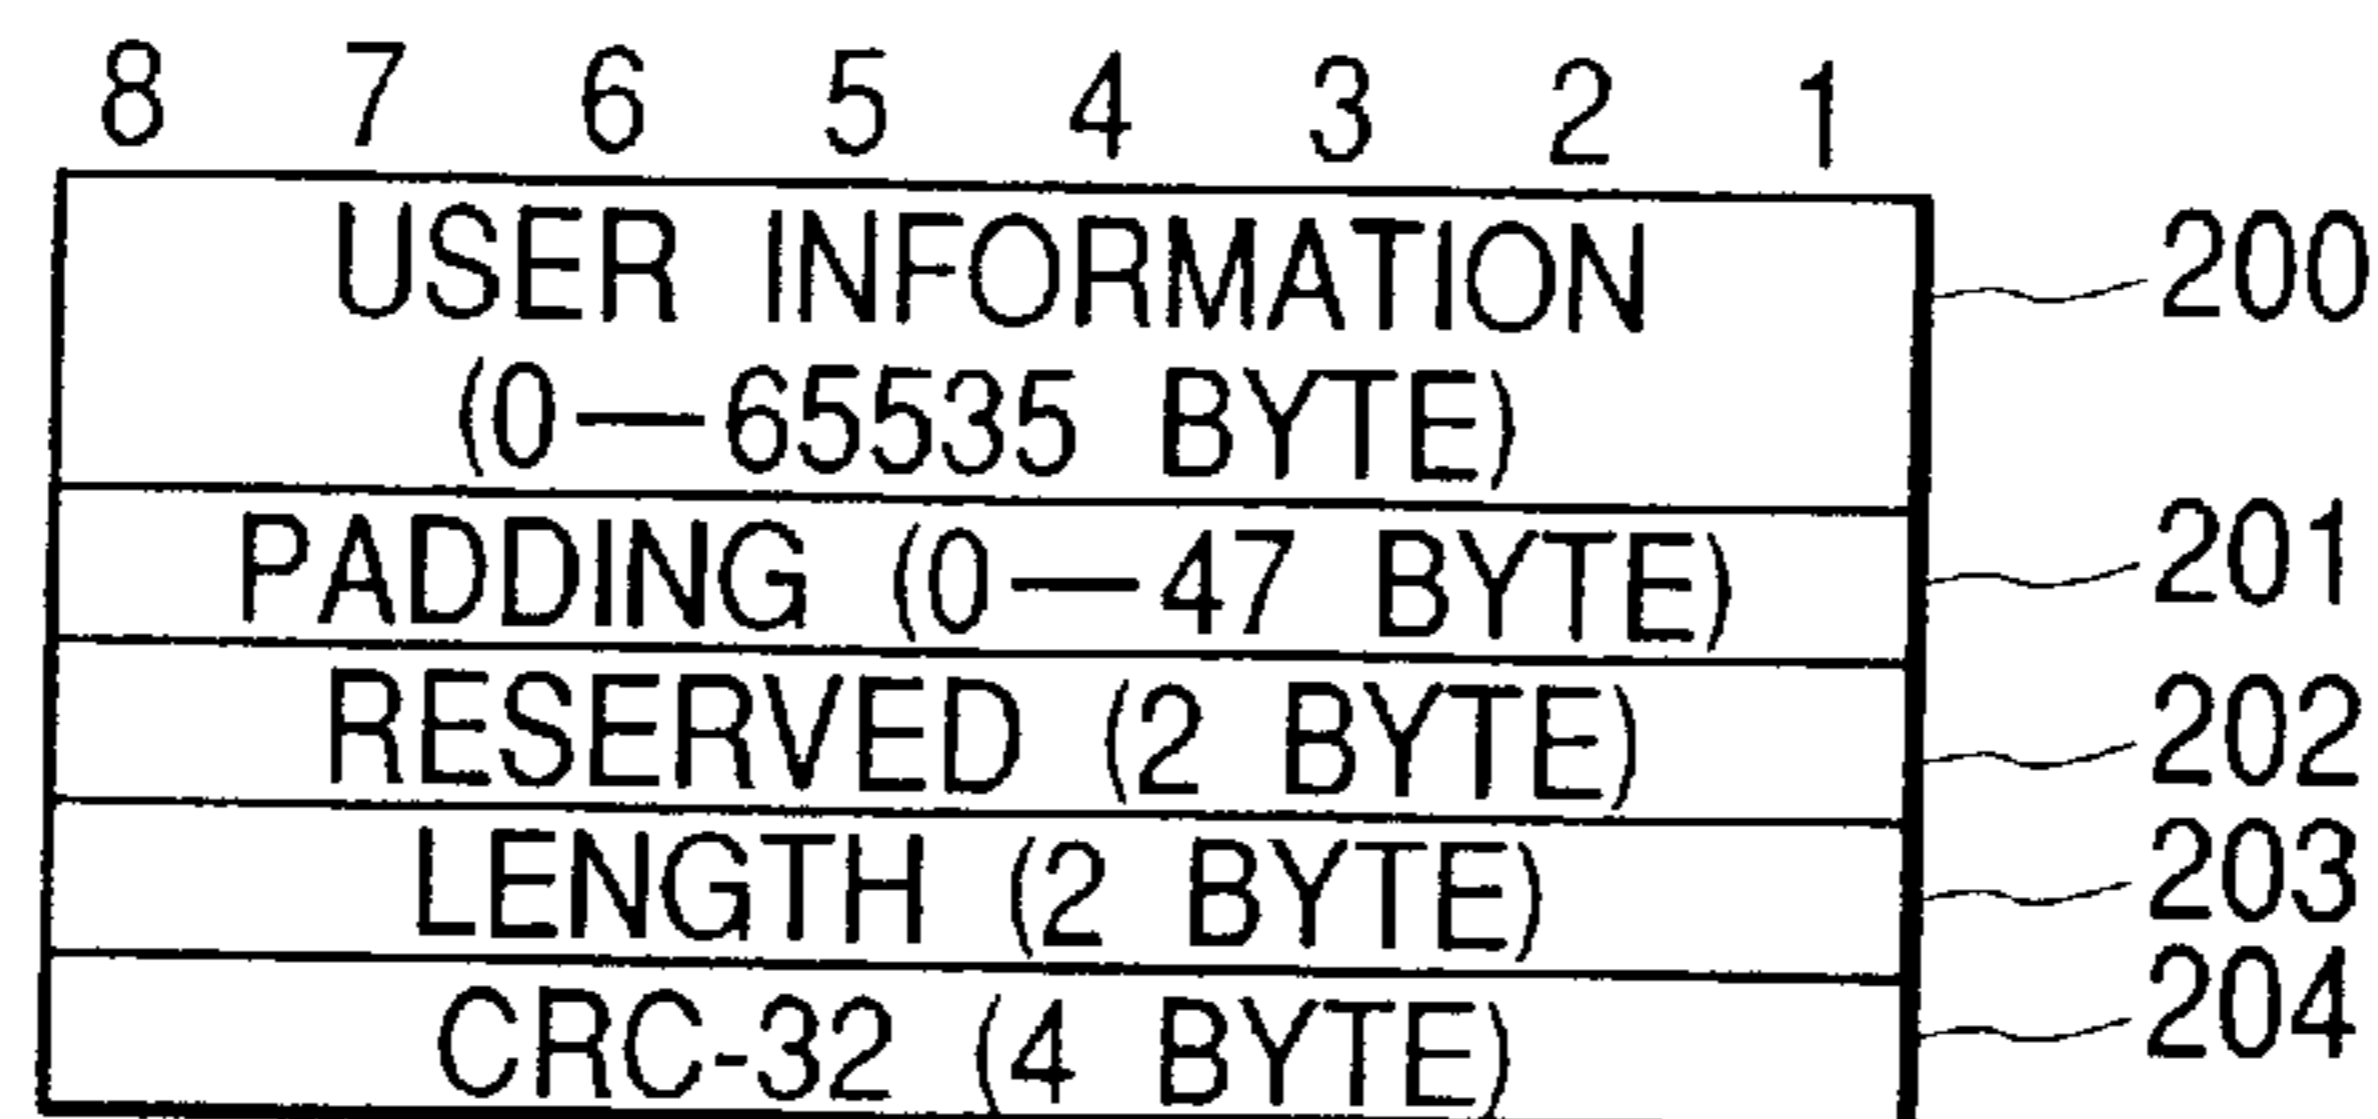 8 7 6 5 4 3 2 1
USER INFORMATION 200
(0—65535 BYTE)
PADDING (0—47 BYTE) 201
RESERVED (2 BYTE) 202
LENGTH (2 BYTE) 203
CRC-32 (4 BYTE) 204